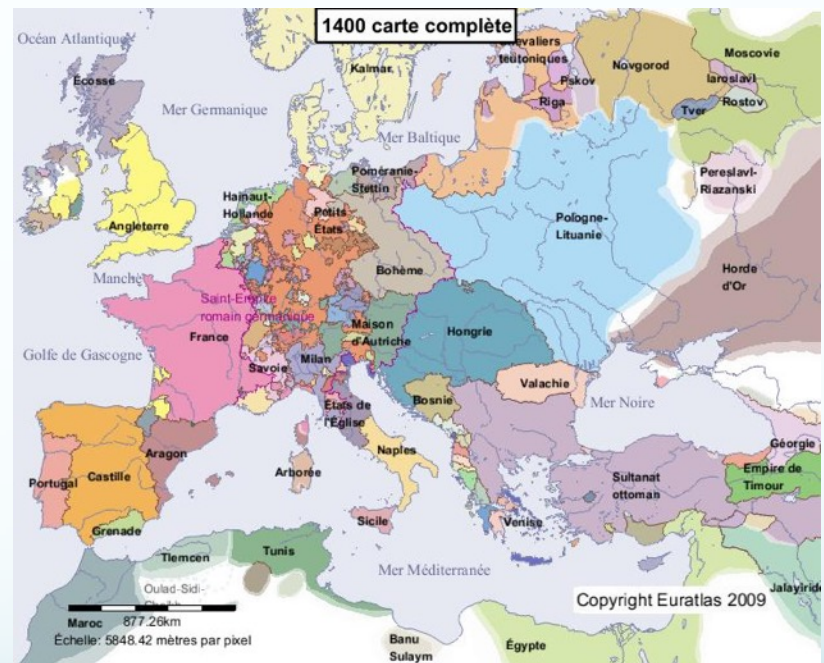 1400 carte complète
Océan Atlantique
Écosse
Mer Germanique
Kalmar
Chevaliers
teutoniques
Pskov
Riga
Novgorod
Moscovie
Iaroslavl
Rostov
Tver
Mer Baltique
Poméranie-
Stettin
Pereslavl-
Riazanski
Hainaut-
Hollande
Petits
États
Angleterre
Pologne-
Lituanie
Bohème
Manche
Horde
d'Or
Saint-Empire
romain germanique
France
Maison
d'Autriche
Hongrie
Golfe de Gascogne
Milan
Savoie
Valachie
Bosnie
Mer Noire
États de
l'Église
Géorgie
Aragon
Naples
Empire de
Timour
Portugal
Castille
Arborée
Sultanat
ottoman
Sicile
Venise
Grenade
Tlemcen
Tunis
Mer Méditerranée
Oulad-Sidi-
Jalayirides
Copyright Euratlas 2009
Maroc
877.26km
Échelle: 5848.42 mètres par pixel
Banu
Sulaym
Égypte